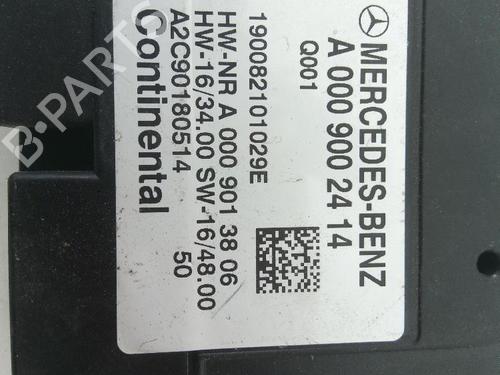 MERCEDES-BENZ
A 000 900 24 14
Q001
190082101029E
HW-NR A 000 901 38 06
HW-16/34.00 SW-16/48.00
A2C90180514 50
Continental
B-PARTS